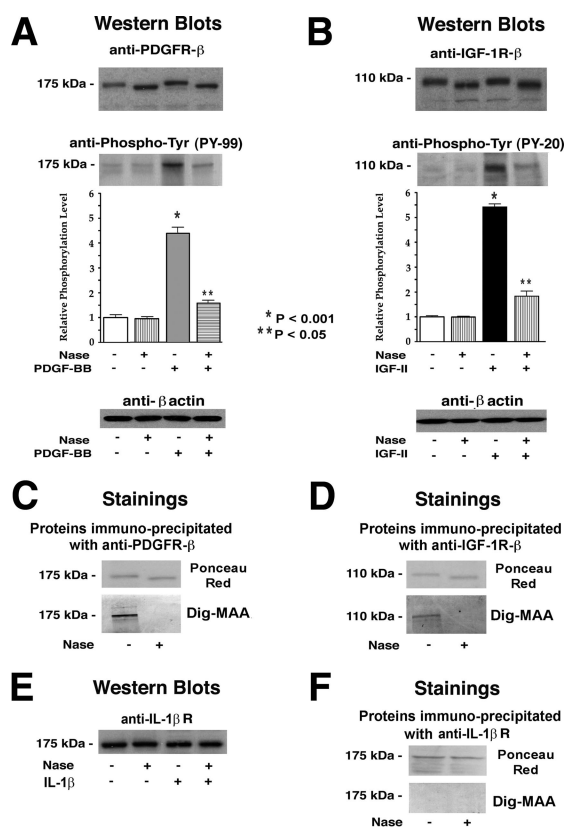 A
Western Blots
anti-PDGFR-β
175 kDa -
anti-Phospho-Tyr (PY-99)
175 kDa -
Relative Phosphorylation Level
6
5
4
3
2
1
0
*
**
Nase - + - +
PDGF-BB - - + +
* P < 0.001
** P < 0.05
anti-β actin
Nase - + - +
PDGF-BB - - + +
B
Western Blots
anti-IGF-1R-β
110 kDa -
anti-Phospho-Tyr (PY-20)
110 kDa -
Relative Phosphorylation Level
6
5
4
3
2
1
0
*
**
Nase - + - +
IGF-II - - + +
anti-β actin
Nase - + - +
IGF-II - - + +
C
Stainings
Proteins immuno-precipitated
with anti-PDGFR-β
175 kDa -
Ponceau
Red
175 kDa -
Dig-MAA
Nase - +
D
Stainings
Proteins immuno-precipitated
with anti-IGF-1R-β
110 kDa -
Ponceau
Red
110 kDa -
Dig-MAA
Nase - +
E
Western Blots
anti-IL-1β R
175 kDa -
Nase - + - +
IL-1β - - + +
F
Stainings
Proteins immuno-precipitated
with anti-IL-1β R
175 kDa -
Ponceau
Red
175 kDa -
Dig-MAA
Nase - +